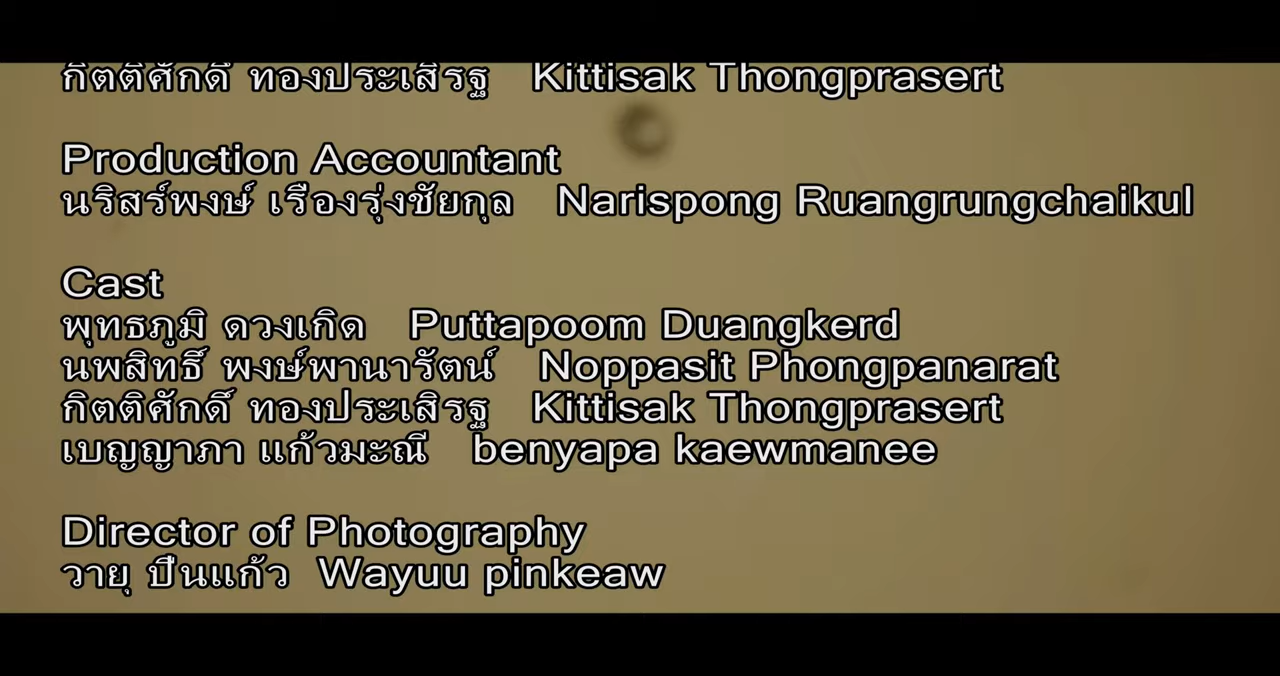 กิตติศักดิ์ ทองประเสิรฐ Kittisak Thongprasert
Production Accountant
นริสร์พงษ์ เรืองรุ่งชัยกุล Narispong Ruangrungchaikul
Cast
พุทธภูมิ ดวงเกิด Puttapoom Duangkerd
นพสิทธิ์ พงษ์พานารัตน์ Noppasit Phongpanarat
กิตติศักดิ์ ทองประเสิรฐ Kittisak Thongprasert
เบญญาภา แก้วมะณี benyapa kaewmanee
Director of Photography
วายุ ปินแก้ว Wayuu pinkeaw